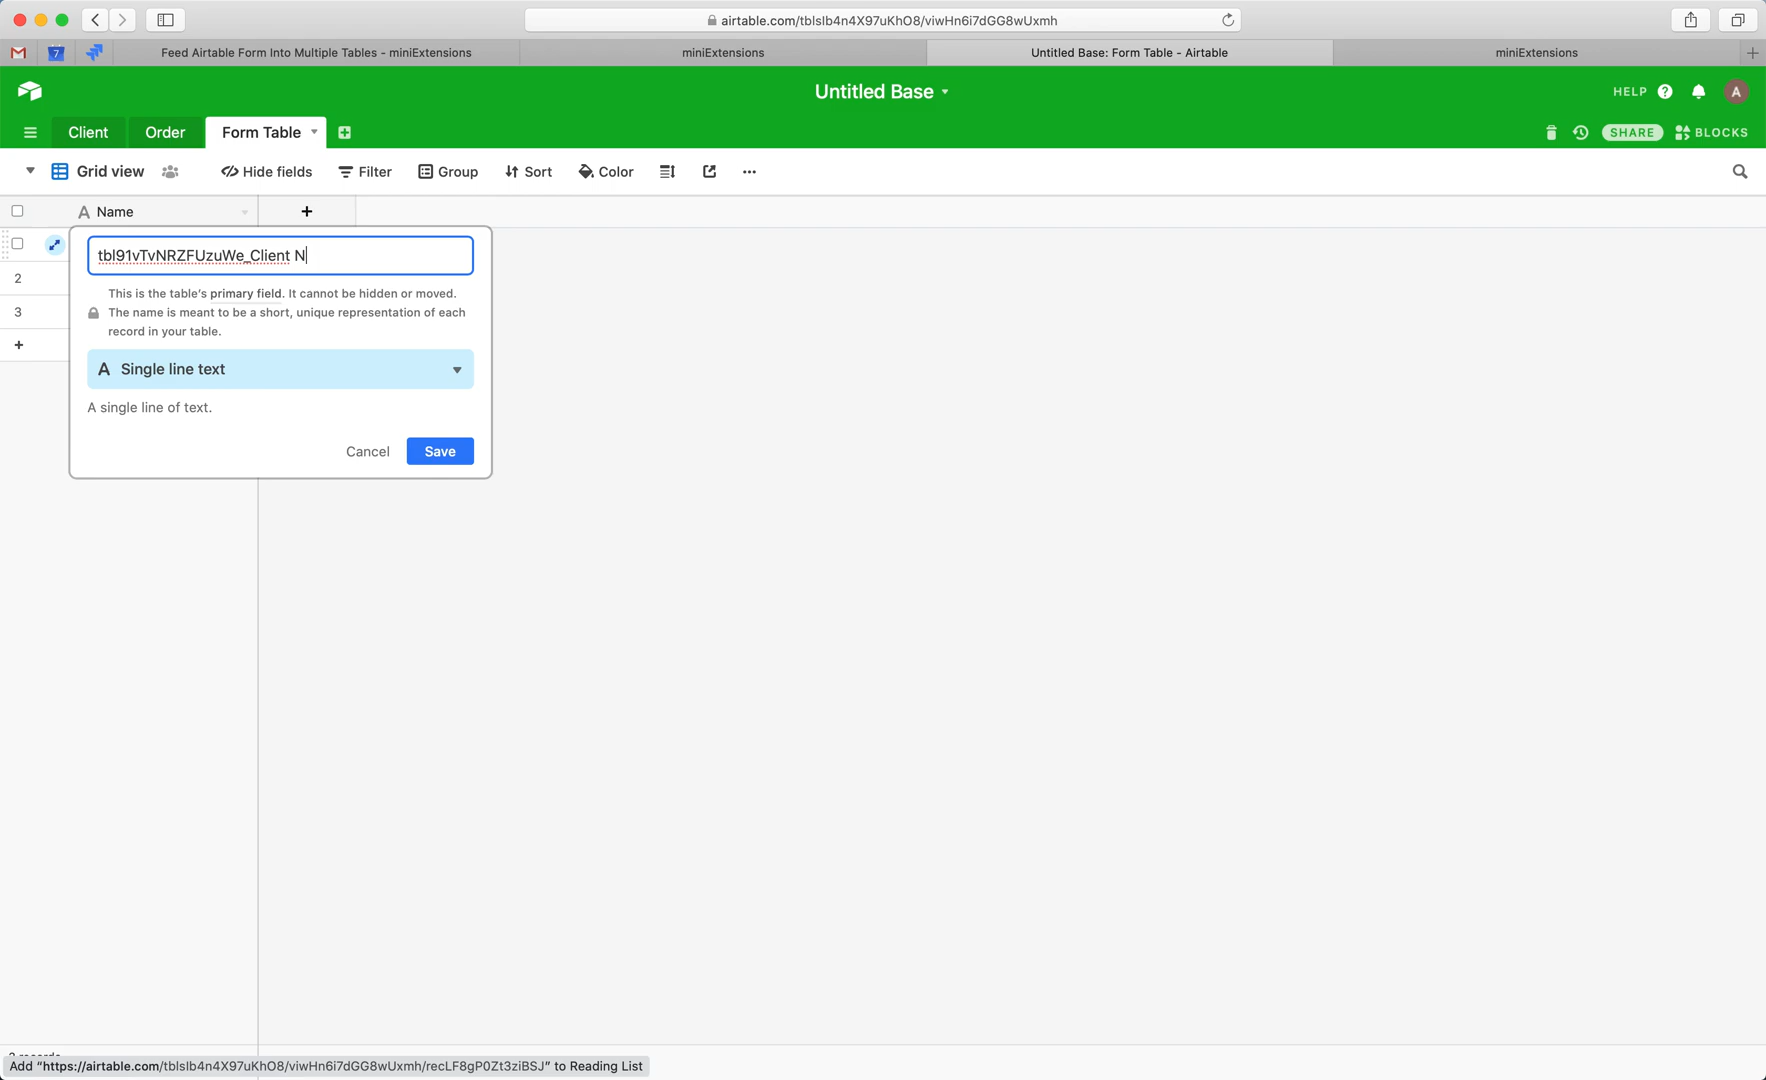 airtable.com/tblslb4n4X97uKhO8/viwHn6i7dGG8wUxmh
7
Feed Airtable Form Into Multiple Tables - miniExtensions
miniExtensions
Untitled Base: Form Table - Airtable
miniExtensions
Untitled Base
HELP
A
Client
Order
Form Table
SHARE
BLOCKS
Grid view
Hide fields
Filter
Group
Sort
Color
A Name
tbl91vTvNRZFUzuWe_Client N
This is the table's primary field. It cannot be hidden or moved.
The name is meant to be a short, unique representation of each
record in your table.
2
3
A Single line text
A single line of text.
Cancel
Save
Add “https://airtable.com/tblslb4n4X97uKhO8/viwHn6i7dGG8wUxmh/recLF8gP0Zt3ziBSJ” to Reading List